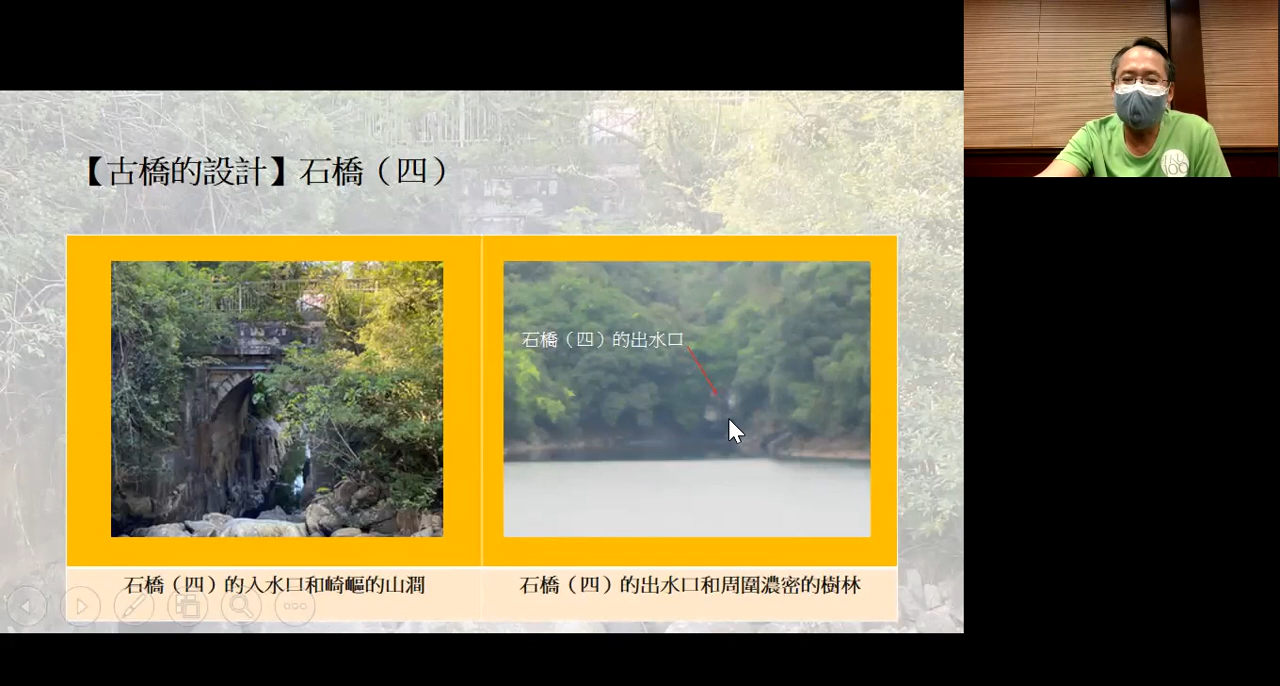 【古橋的設計】石橋（四）
石橋（四）的出水口
石橋（四）的入水口和崎嶇的山澗
石橋（四）的出水口和周圍濃密的樹林
100